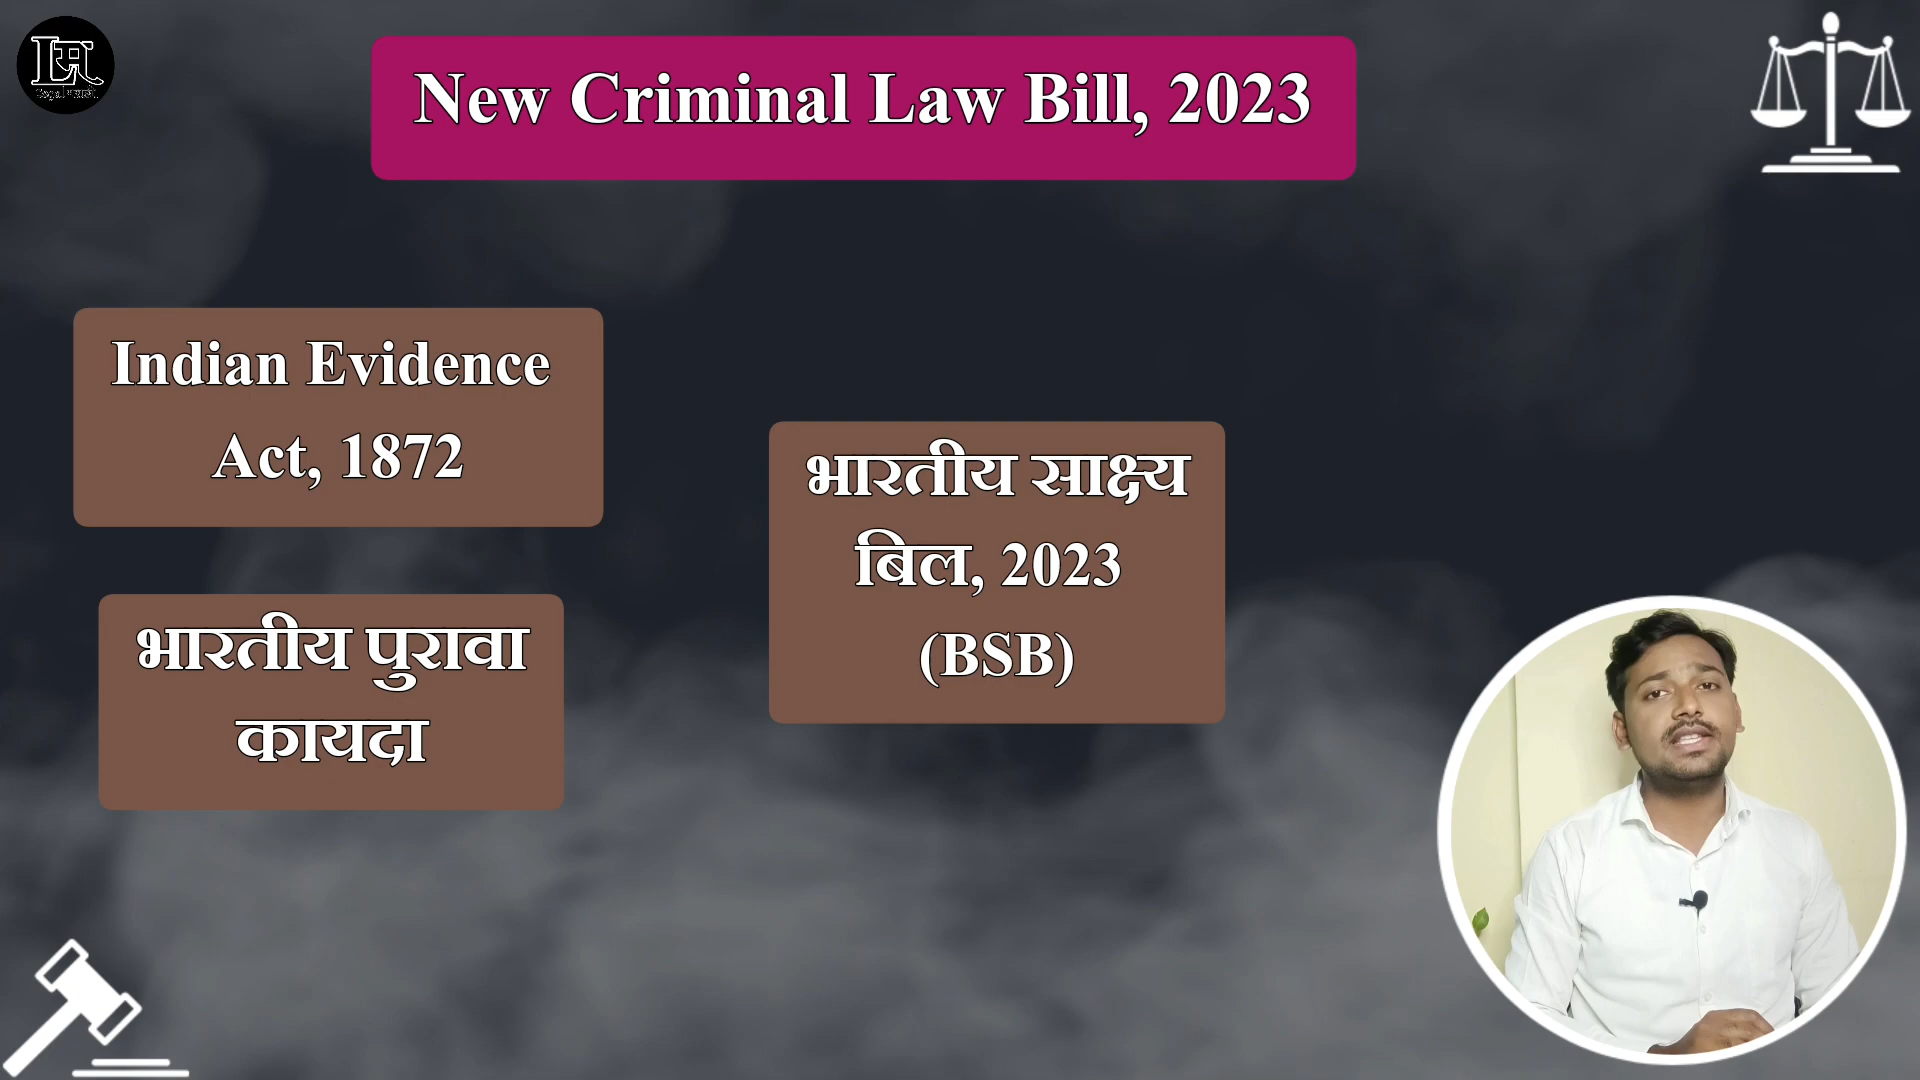 New Criminal Law Bill, 2023
Indian Evidence
Act, 1872
भारतीय पुरावा
कायदा
भारतीय साक्ष्य
बिल, 2023
(BSB)